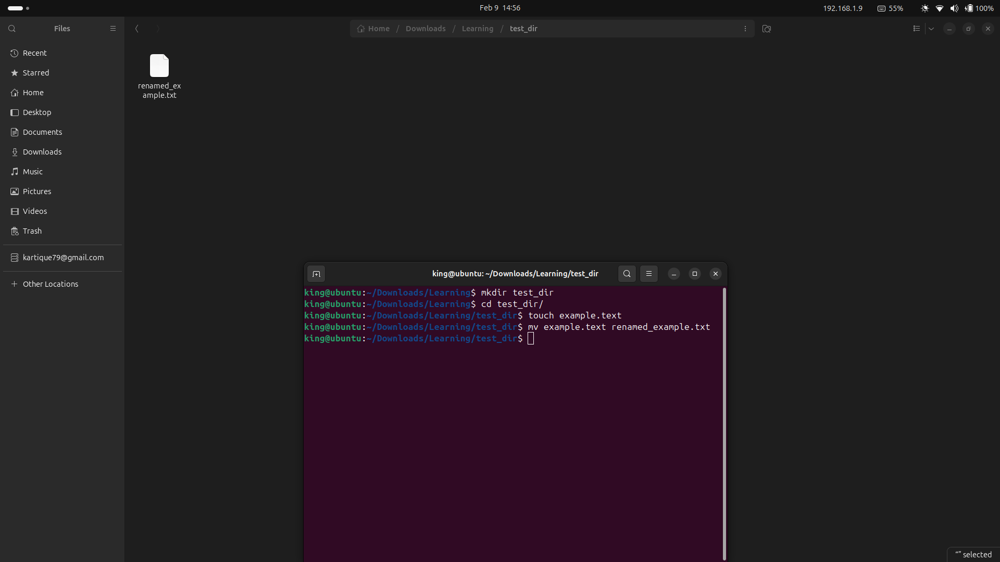 Feb 9 14:56
192.168.1.9
55%
100%
Files
Home / Downloads / Learning / test_dir
Recent
Starred
Home
Desktop
Documents
Downloads
Music
Pictures
Videos
Trash
kartique79@gmail.com
Other Locations
renamed_ex
ample.txt
king@ubuntu: ~/Downloads/Learning/test_dir
king@ubuntu:~/Downloads/Learning$ mkdir test_dir
king@ubuntu:~/Downloads/Learning$ cd test_dir/
king@ubuntu:~/Downloads/Learning/test_dir$ touch example.text
king@ubuntu:~/Downloads/Learning/test_dir$ mv example.text renamed_example.txt
king@ubuntu:~/Downloads/Learning/test_dir$
“” selected